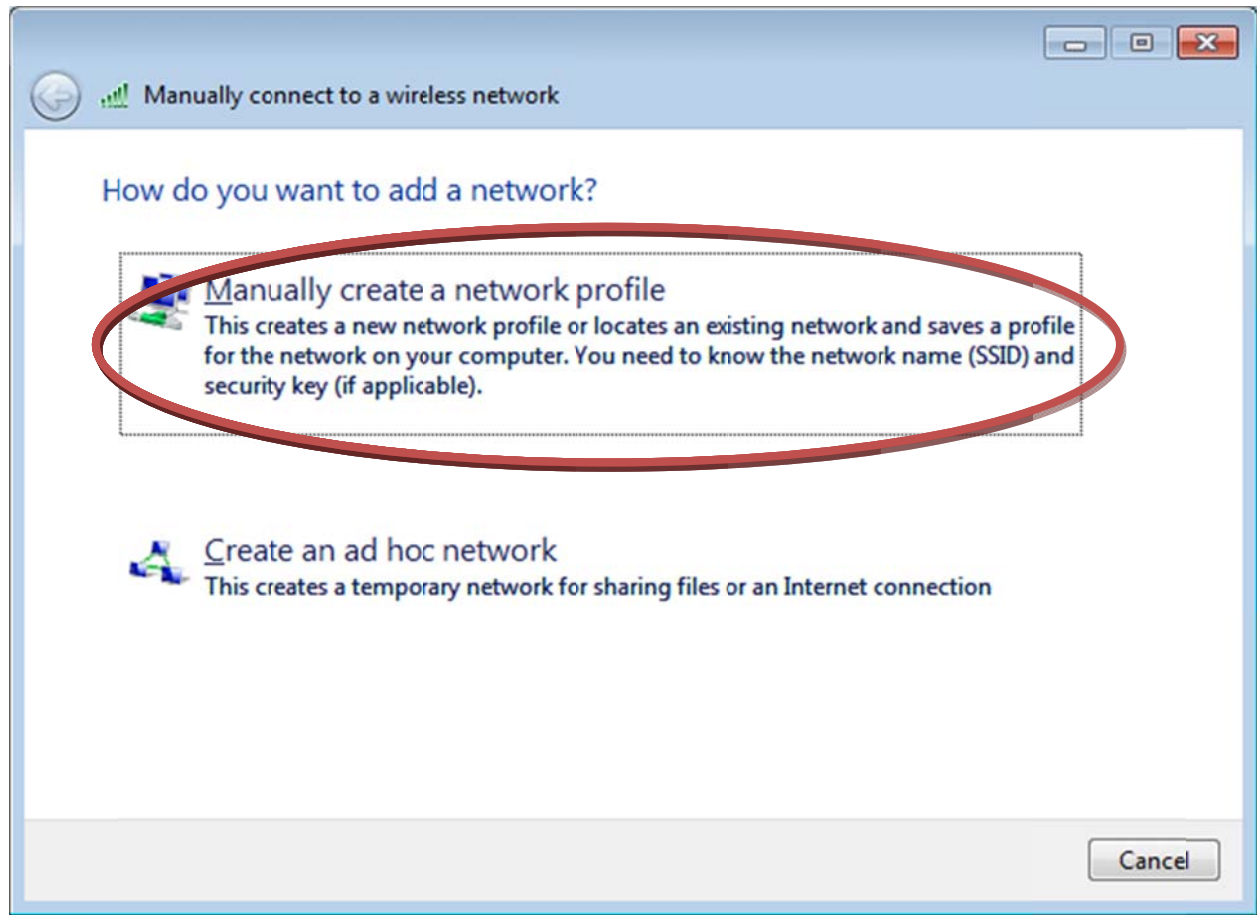 Manually connect to a wireless network
How do you want to add a network?
Manually create a network profile
This creates a new network profile or locates an existing network and saves a profile
for the network on your computer. You need to know the network name (SSID) and
security key (if applicable).
Create an ad hoc network
This creates a temporary network for sharing files or an Internet connection
Cancel